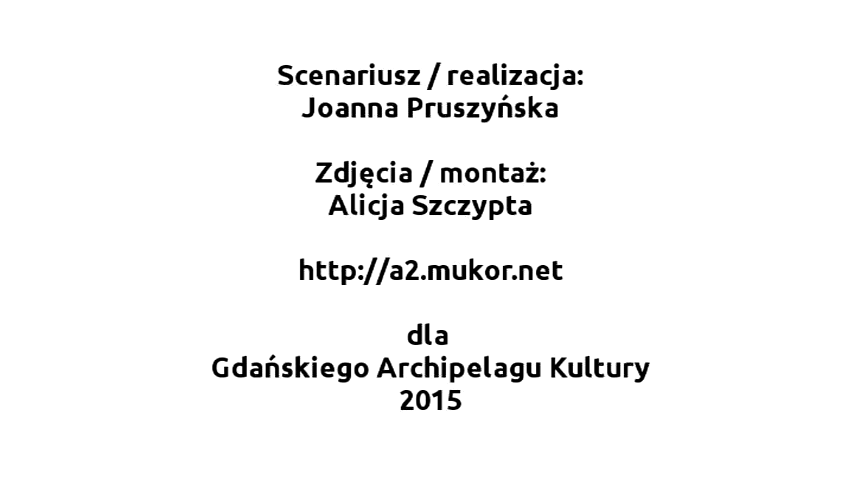 Scenariusz / realizacja:
Joanna Pruszyńska
Zdjęcia / montaż:
Alicja Szczypta
http://a2.mukor.net
dla
Gdańskiego Archipelagu Kultury
2015